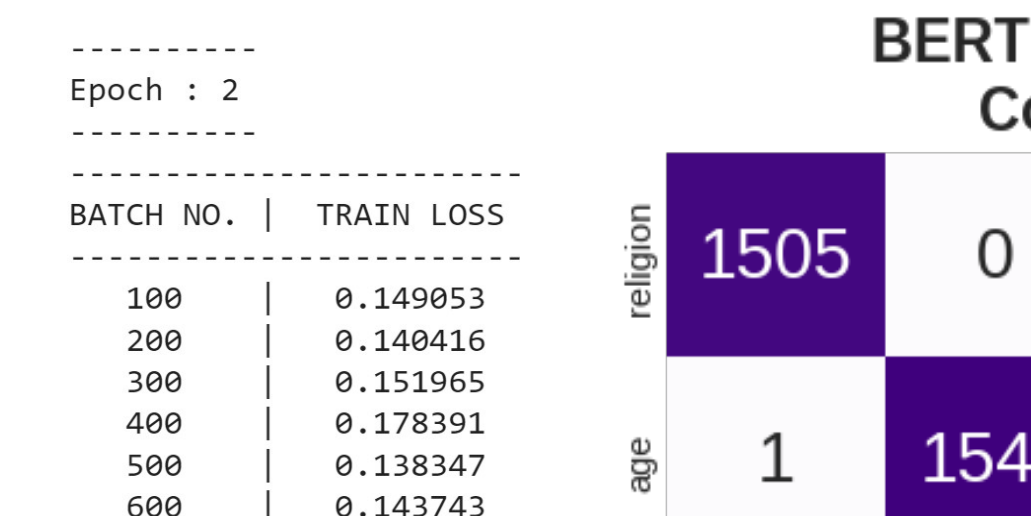 ----------
Epoch : 2
----------
------------------------
BATCH NO. | TRAIN LOSS
------------------------
100 | 0.149053
200 | 0.140416
300 | 0.151965
400 | 0.178391
500 | 0.138347
600 | 0.143743
BERT
Co
religion 1505 0
age 1 154